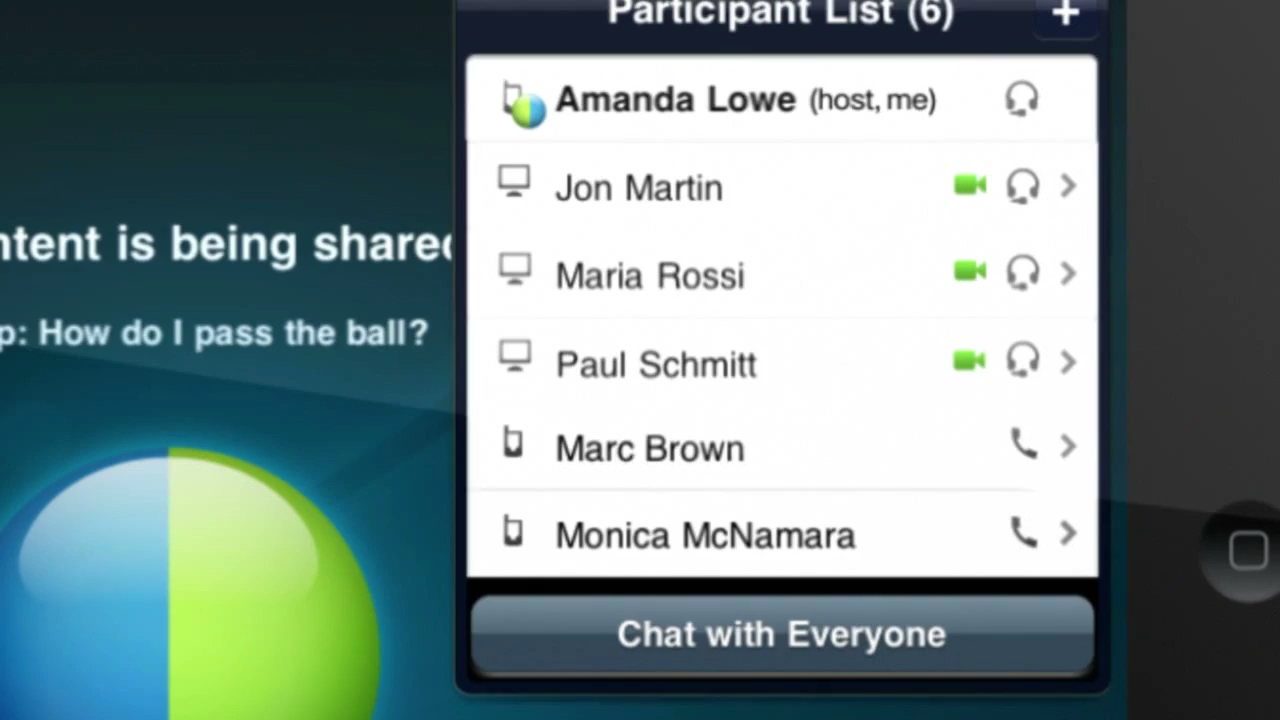 Participant List (6)
+
Amanda Lowe (host, me)
Jon Martin
Maria Rossi
ntent is being shared
Paul Schmitt
p: How do I pass the ball?
Marc Brown
Monica McNamara
Chat with Everyone